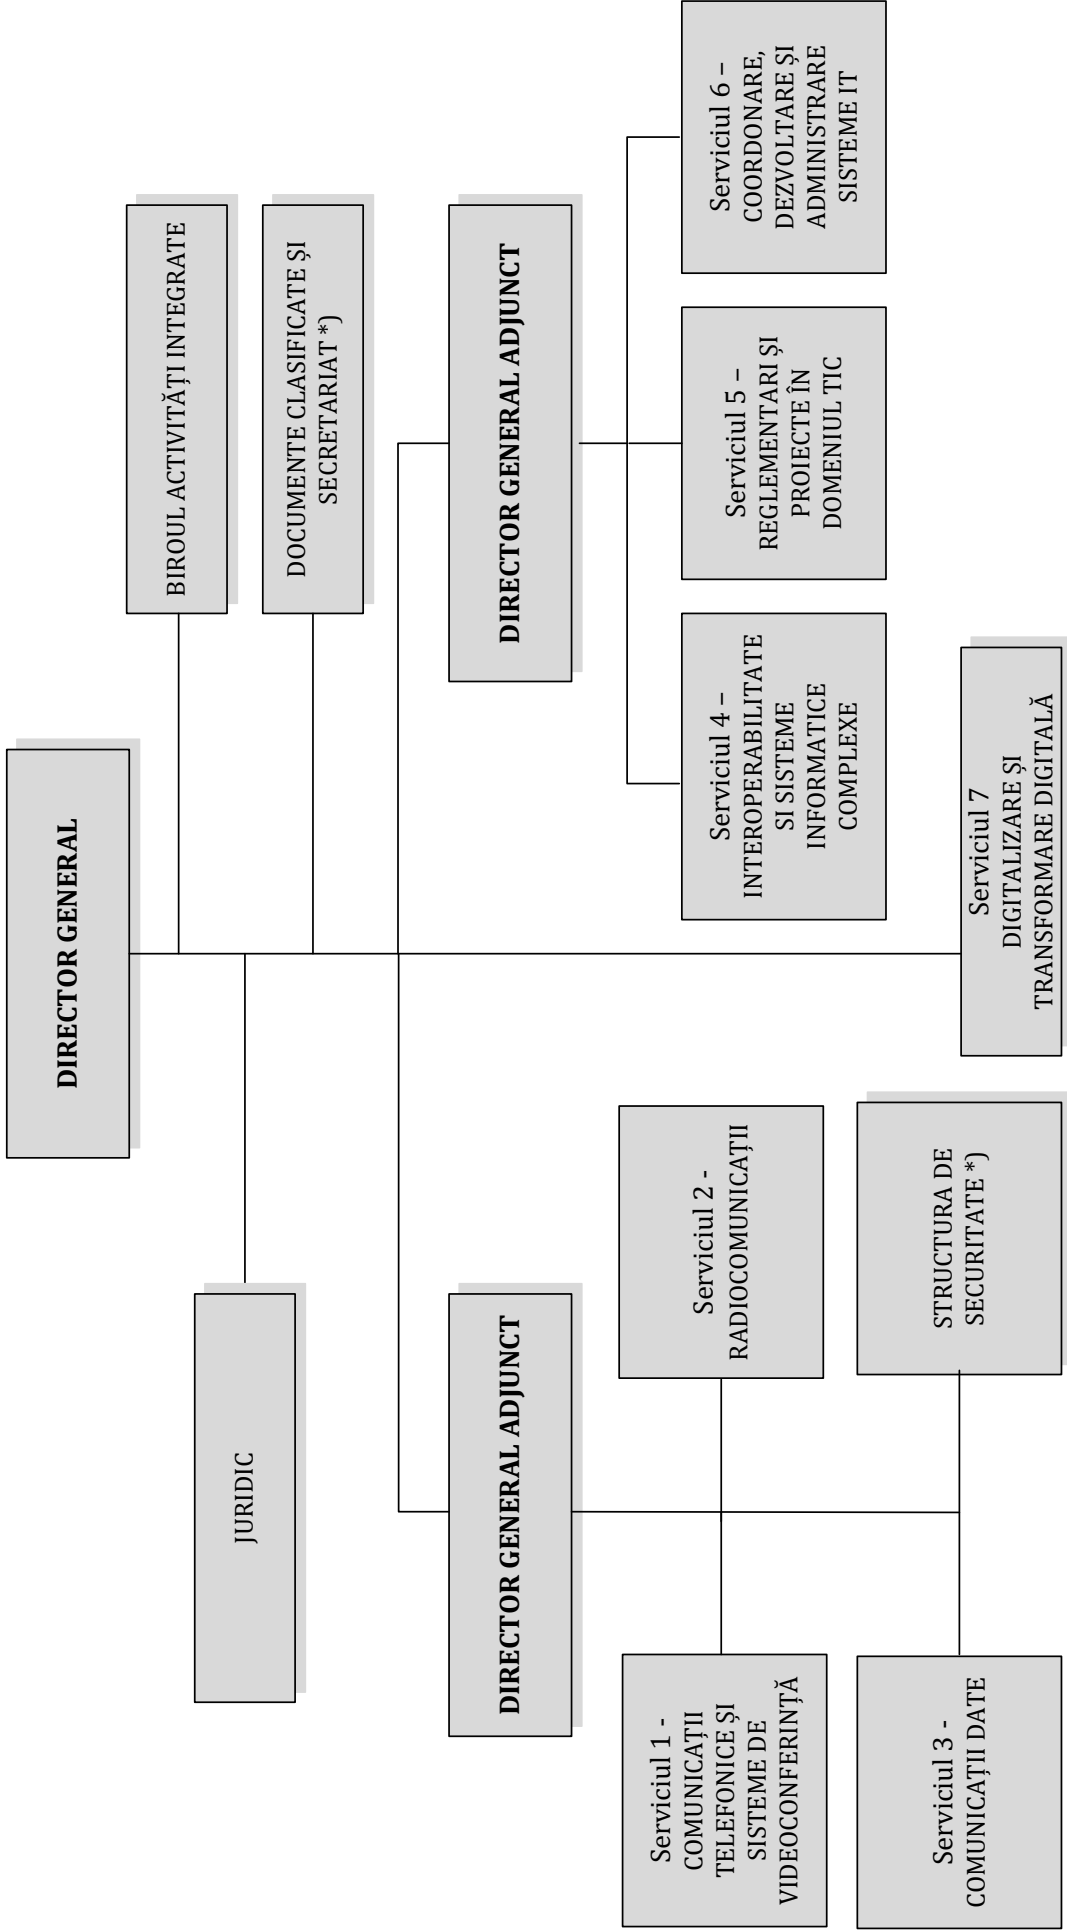 DIRECTOR GENERAL
BIROUL ACTIVITĂȚI INTEGRATE
JURIDIC
DOCUMENTE CLASIFICATE ȘI
SECRETARIAT *)
DIRECTOR GENERAL ADJUNCT
DIRECTOR GENERAL ADJUNCT
Serviciul 1 -
COMUNICAȚII
TELEFONICE ȘI
SISTEME DE
VIDEOCONFERINȚĂ
Serviciul 2 -
RADIOCOMUNICAȚII
Serviciul 3 -
COMUNICAȚII DATE
STRUCTURA DE
SECURITATE *)
Serviciul 4 –
INTEROPERABILITATE
SI SISTEME
INFORMATICE
COMPLEXE
Serviciul 5 –
REGLEMENTARI ȘI
PROIECTE ÎN
DOMENIUL TIC
Serviciul 6 –
COORDONARE,
DEZVOLTARE ȘI
ADMINISTRARE
SISTEME IT
Serviciul 7
DIGITALIZARE ȘI
TRANSFORMARE DIGITALĂ